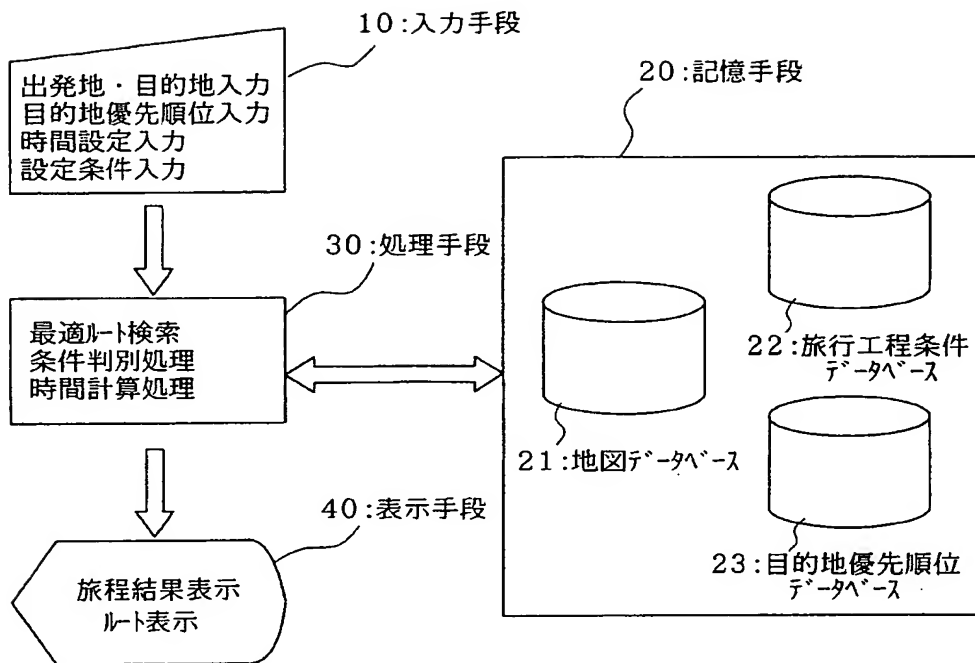 10:入力手段
出発地・目的地入力
目的地優先順位入力
時間設定入力
設定条件入力
20:記憶手段
30:処理手段
最適ルート検索
条件判別処理
時間計算処理
22:旅行工程条件
データベース
21:地図データベース
23:目的地優先順位
データベース
40:表示手段
旅程結果表示
ルート表示